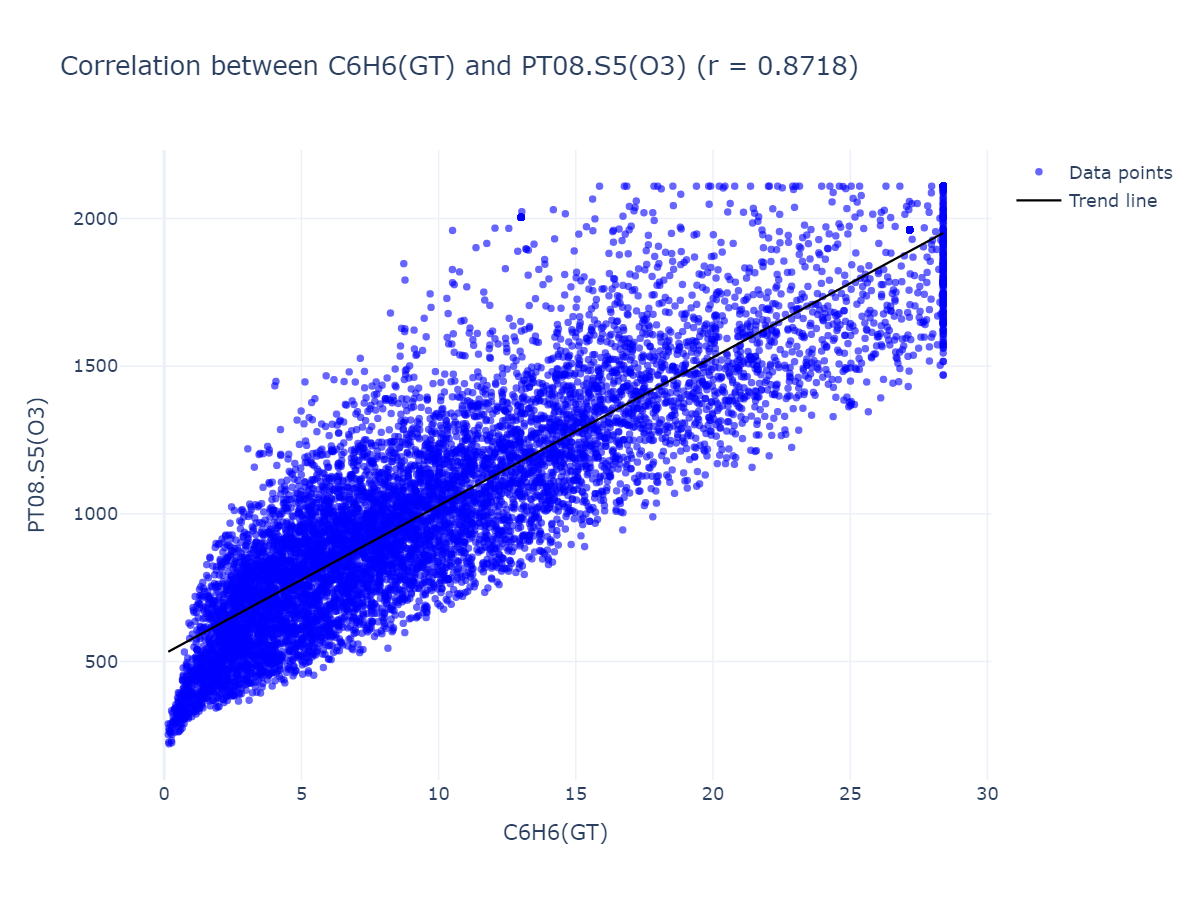 Correlation between C6H6(GT) and PT08.S5(O3) (r = 0.8718)
Data points
Trend line
2000
1500
1000
500
PT08.S5(O3)
0 5 10 15 20 25 30
C6H6(GT)